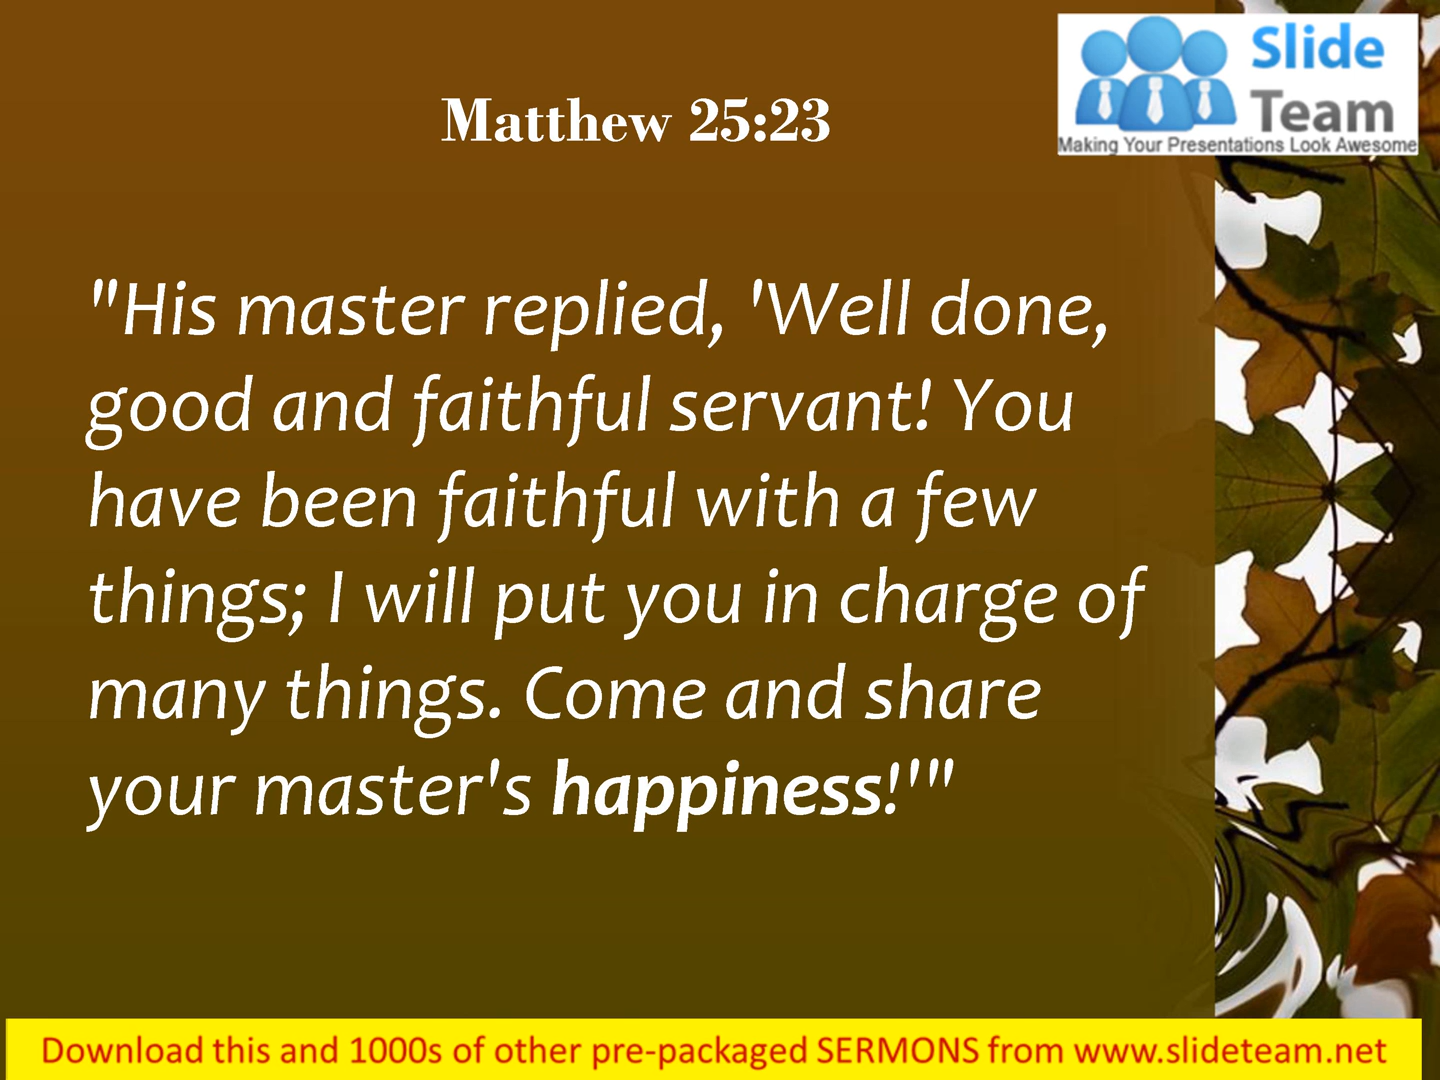 Slide
Team
Making Your Presentations Look Awesome
Matthew 25:23
"His master replied, 'Well done,
good and faithful servant! You
have been faithful with a few
things; I will put you in charge of
many things. Come and share
your master's happiness!'"
Download this and 1000s of other pre-packaged SERMONS from www.slideteam.net